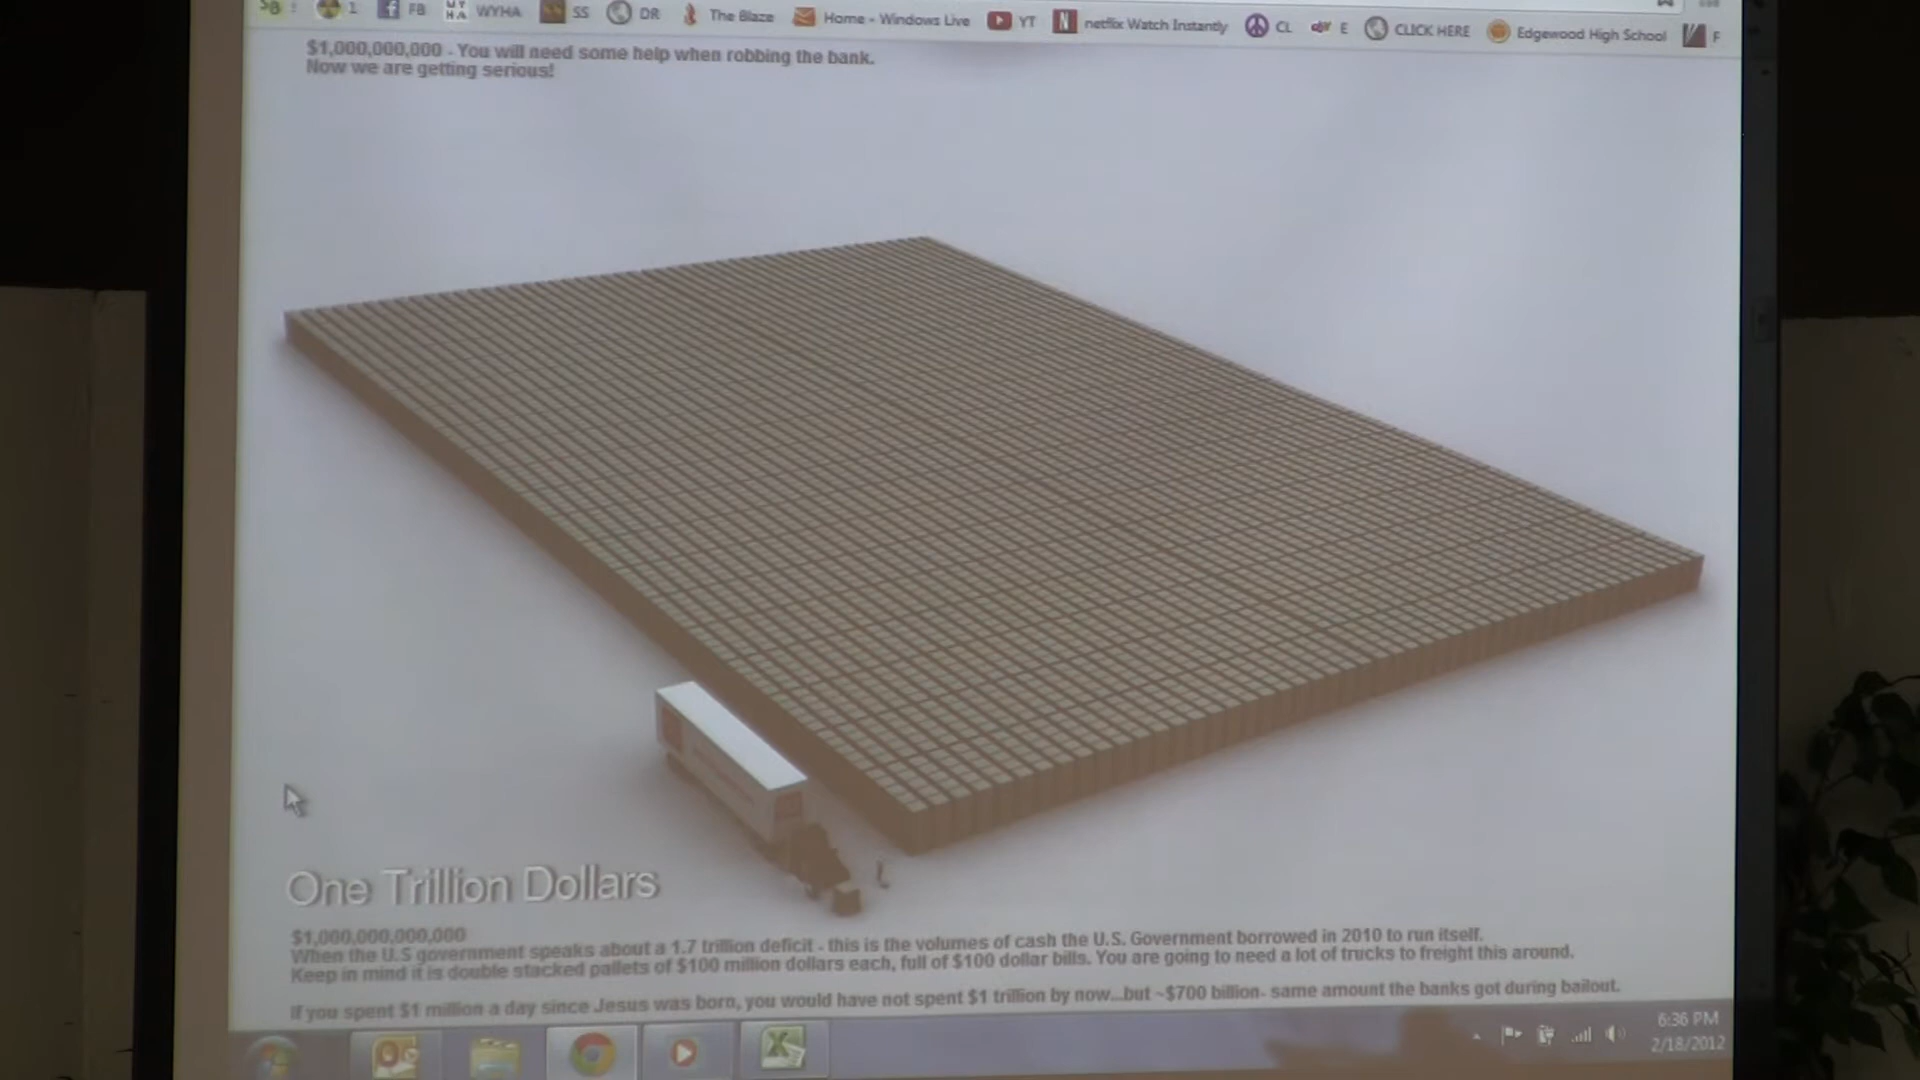 1 FB WYHA SS DR The Blaze Home - Windows Live YT netflix Watch Instantly CL E CLICK HERE Edgewood High School F
$1,000,000,000 - You will need some help when robbing the bank.
Now we are getting serious!
One Trillion Dollars
$1,000,000,000,000
When the U.S government speaks about a 1.7 trillion deficit - this is the volumes of cash the U.S. Government borrowed in 2010 to run itself.
Keep in mind it is double stacked pallets of $100 million dollars each, full of $100 dollar bills. You are going to need a lot of trucks to freight this around.
If you spent $1 million a day since Jesus was born, you would have not spent $1 trillion by now...but ~$700 billion- same amount the banks got during bailout.
6:36 PM
2/18/2012